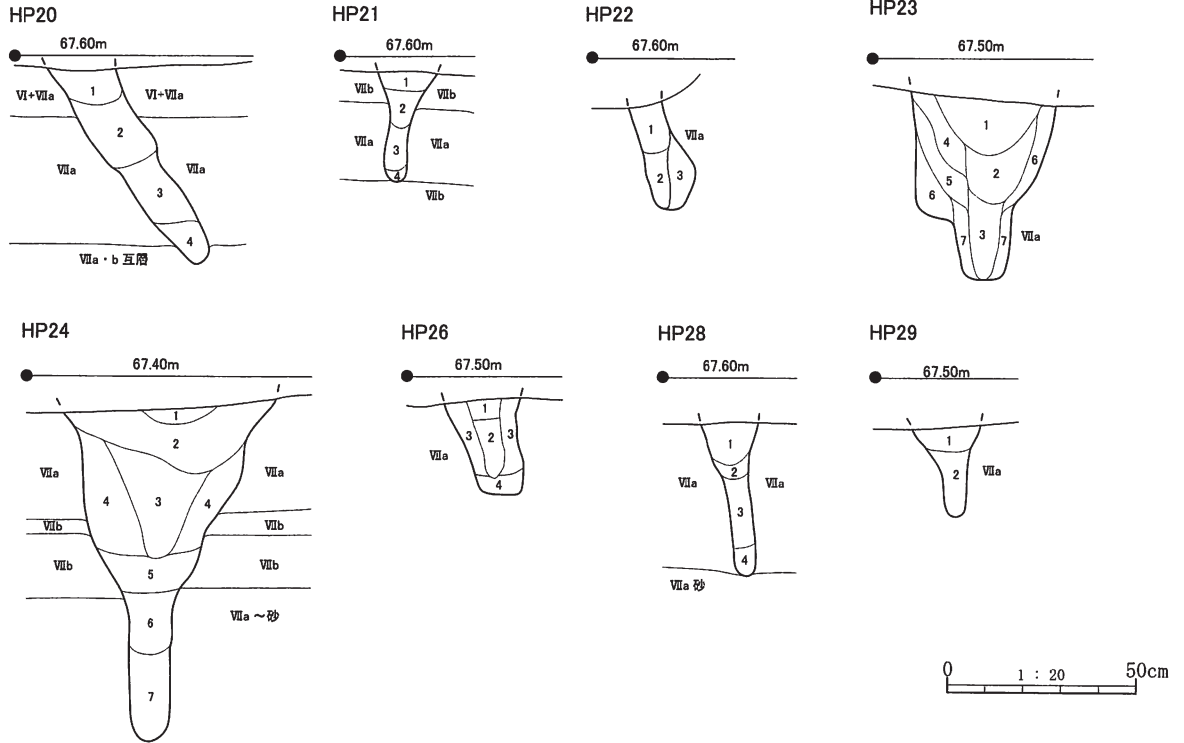 HP20
67.60m
1
Ⅵ+Ⅶa
Ⅵ+Ⅶa
2
Ⅶa
Ⅶa
3
4
Ⅶa・b 互層
HP21
67.60m
1
Ⅶb
Ⅶb
2
Ⅶa
Ⅶa
3
4
Ⅶb
HP22
67.60m
1
Ⅶa
2
3
HP23
67.50m
1
4
6
2
5
6
3
7
7
Ⅶa
HP24
67.40m
1
2
Ⅶa
Ⅶa
4
3
4
Ⅶb
Ⅶb
Ⅶb
Ⅶb
5
6
Ⅶa〜砂
7
HP26
67.50m
1
3
2
3
Ⅶa
4
HP28
67.60m
1
2
Ⅶa
Ⅶa
3
4
Ⅶa 砂
HP29
67.50m
1
2
Ⅶa
0 1 : 20 50cm